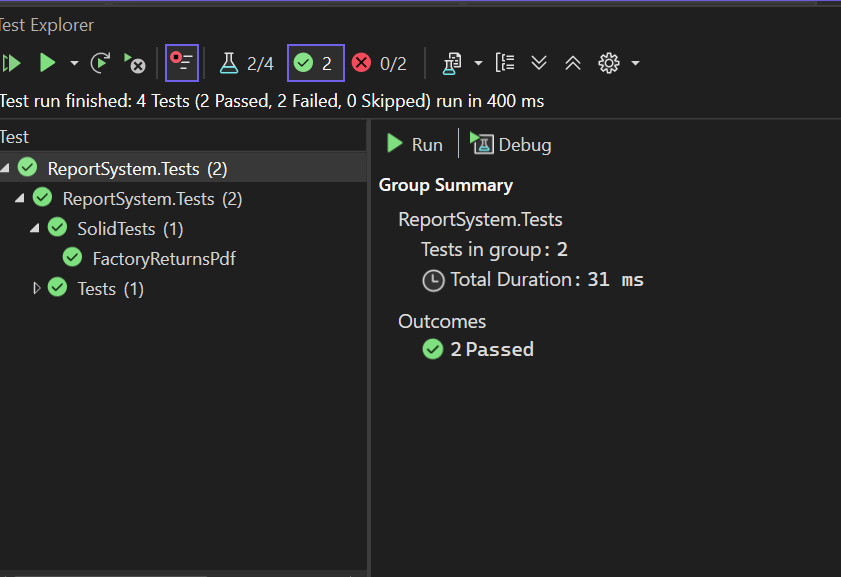 Test Explorer
2/4 2 0/2
Test run finished: 4 Tests (2 Passed, 2 Failed, 0 Skipped) run in 400 ms
Test
Run Debug
ReportSystem.Tests (2)
Group Summary
ReportSystem.Tests (2)
ReportSystem.Tests
SolidTests (1)
Tests in group: 2
FactoryReturnsPdf
Total Duration: 31 ms
Tests (1)
Outcomes
2 Passed